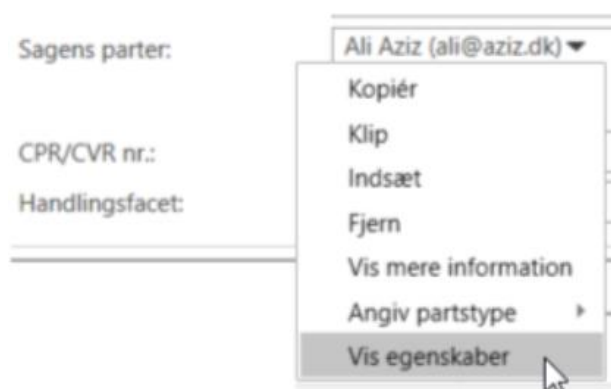 Sagens parter: Ali Aziz (ali@aziz.dk)
Kopiér
Klip
CPR/CVR nr.:
Indsæt
Handlingsfacet:
Fjern
Vis mere information
Angiv partstype
Vis egenskaber